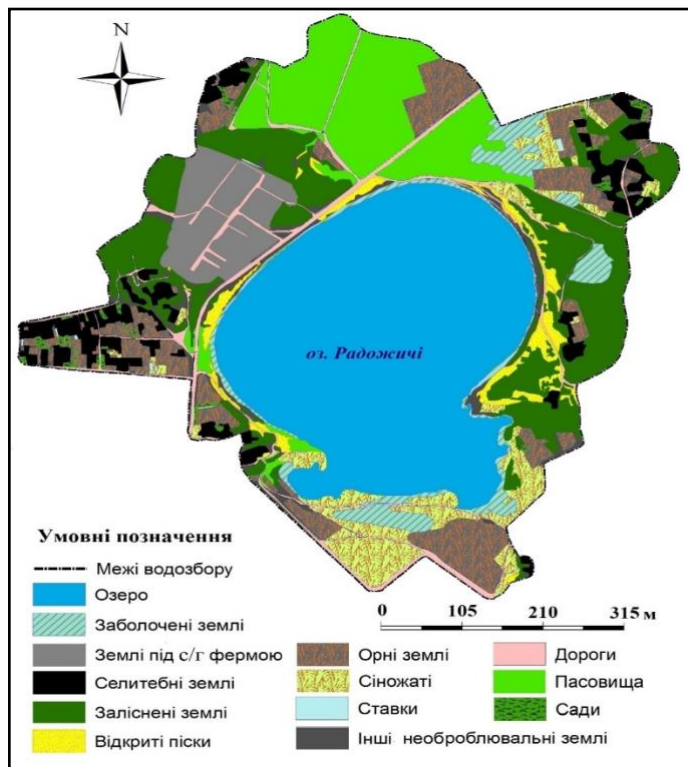 N
оз. Радожичі
Умовні позначення
Межі водозбору
Озеро
Заболочені землі
Землі під с/г фермою
Селитебні землі
Заліснені землі
Відкриті піски
0 105 210 315 м
Орні землі
Сіножаті
Ставки
Інші необроблювальні землі
Дороги
Пасовища
Сади